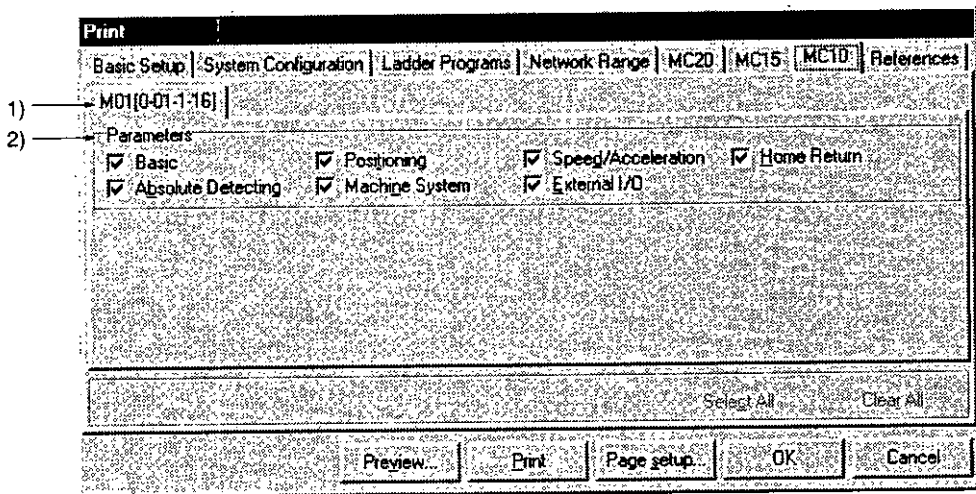 Print
Basic Setup System Configuration Ladder Programs Network Range MC20 MC15 MC10 References
1) M01[0-01-1-16]
2) Parameters
Basic Positioning Speed/Acceleration Home Return
Absolute Detecting Machine System External I/O
Select All Clear All
Preview... Print Page setup... OK Cancel